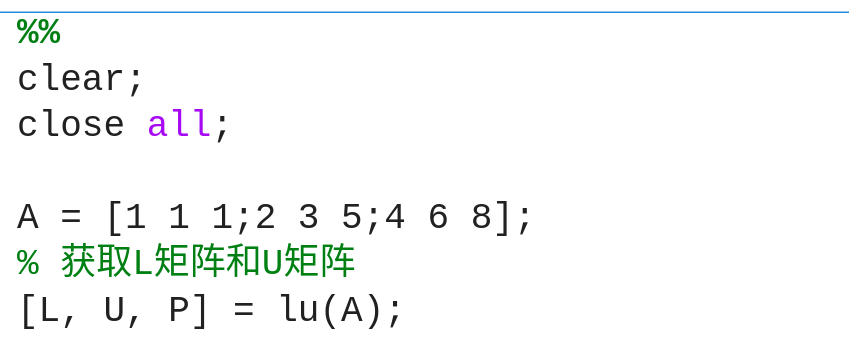 %%
clear;
close all;
A = [1 1 1;2 3 5;4 6 8];
% 获取L矩阵和U矩阵
[L, U, P] = lu(A);